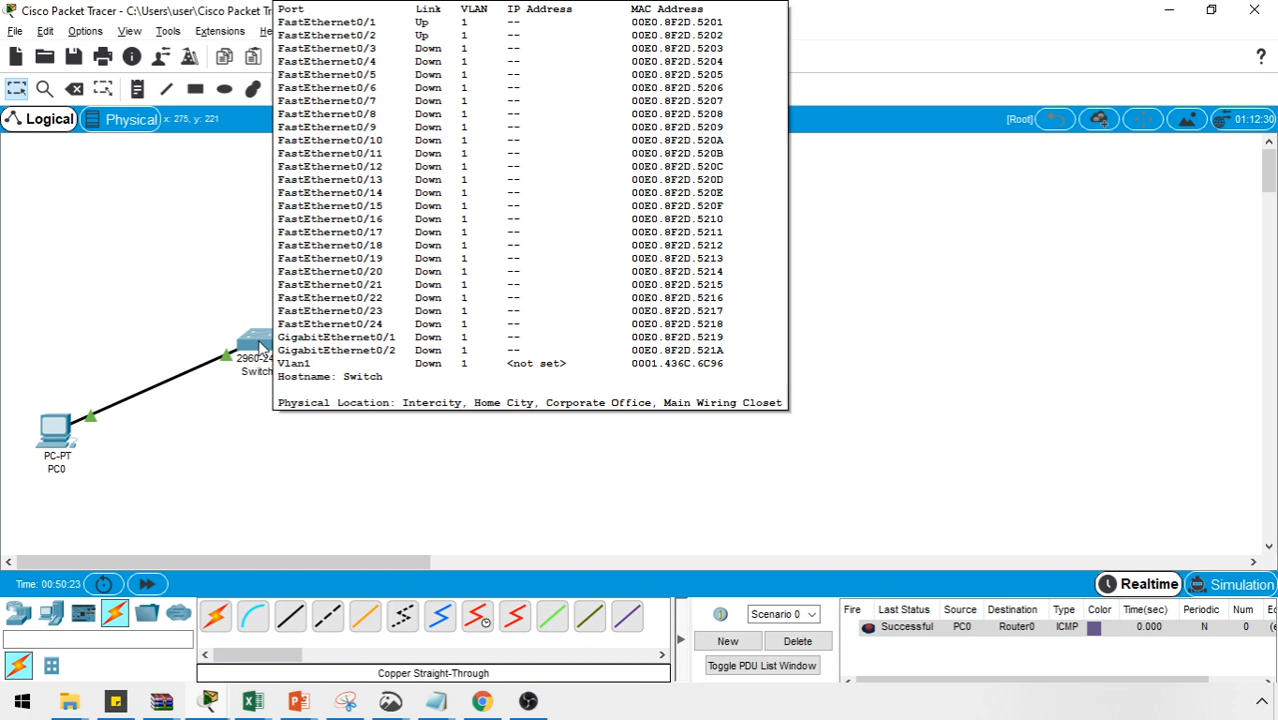 Cisco Packet Tracer - C:\Users\user\Cisco Packet Tr
File Edit Options View Tools Extensions He
Logical Physical x: 275, y: 221 [Root] 01:12:30
Port Link VLAN IP Address MAC Address
FastEthernet0/1 Up 1 -- 00E0.8F2D.5201
FastEthernet0/2 Up 1 -- 00E0.8F2D.5202
FastEthernet0/3 Down 1 -- 00E0.8F2D.5203
FastEthernet0/4 Down 1 -- 00E0.8F2D.5204
FastEthernet0/5 Down 1 -- 00E0.8F2D.5205
FastEthernet0/6 Down 1 -- 00E0.8F2D.5206
FastEthernet0/7 Down 1 -- 00E0.8F2D.5207
FastEthernet0/8 Down 1 -- 00E0.8F2D.5208
FastEthernet0/9 Down 1 -- 00E0.8F2D.5209
FastEthernet0/10 Down 1 -- 00E0.8F2D.520A
FastEthernet0/11 Down 1 -- 00E0.8F2D.520B
FastEthernet0/12 Down 1 -- 00E0.8F2D.520C
FastEthernet0/13 Down 1 -- 00E0.8F2D.520D
FastEthernet0/14 Down 1 -- 00E0.8F2D.520E
FastEthernet0/15 Down 1 -- 00E0.8F2D.520F
FastEthernet0/16 Down 1 -- 00E0.8F2D.5210
FastEthernet0/17 Down 1 -- 00E0.8F2D.5211
FastEthernet0/18 Down 1 -- 00E0.8F2D.5212
FastEthernet0/19 Down 1 -- 00E0.8F2D.5213
FastEthernet0/20 Down 1 -- 00E0.8F2D.5214
FastEthernet0/21 Down 1 -- 00E0.8F2D.5215
FastEthernet0/22 Down 1 -- 00E0.8F2D.5216
FastEthernet0/23 Down 1 -- 00E0.8F2D.5217
FastEthernet0/24 Down 1 -- 00E0.8F2D.5218
GigabitEthernet0/1 Down 1 -- 00E0.8F2D.5219
GigabitEthernet0/2 Down 1 -- 00E0.8F2D.521A
Vlan1 Down 1 <not set> 0001.436C.6C96
Hostname: Switch
Physical Location: Intercity, Home City, Corporate Office, Main Wiring Closet
2960-24
Switch
PC-PT
PC0
Time: 00:50:23 Realtime Simulation
Scenario 0
New Delete
Toggle PDU List Window
Fire Last Status Source Destination Type Color Time(sec) Periodic Num E
Successful PC0 Router0 ICMP 0.000 N 0 (e
Copper Straight-Through